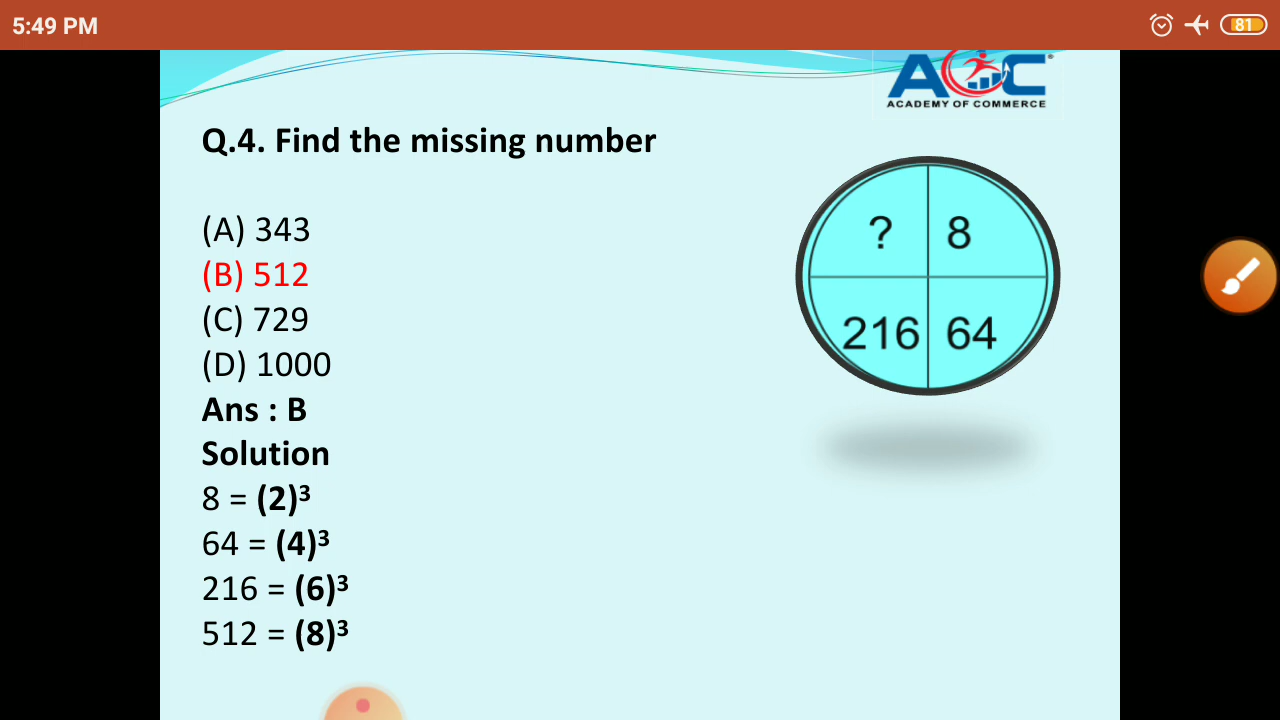 5:49 PM
81
AOC
ACADEMY OF COMMERCE
Q.4. Find the missing number
? 8
216 64
(A) 343
(B) 512
(C) 729
(D) 1000
Ans : B
Solution
8 = (2)³
64 = (4)³
216 = (6)³
512 = (8)³